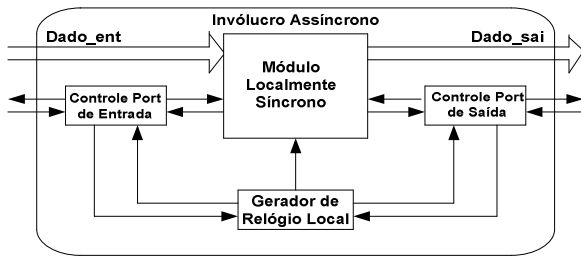 Invólucro Assíncrono
Dado_ent
Dado_sai
Módulo
Localmente
Síncrono
Controle Port
de Entrada
Controle Port
de Saída
Gerador de
Relógio Local